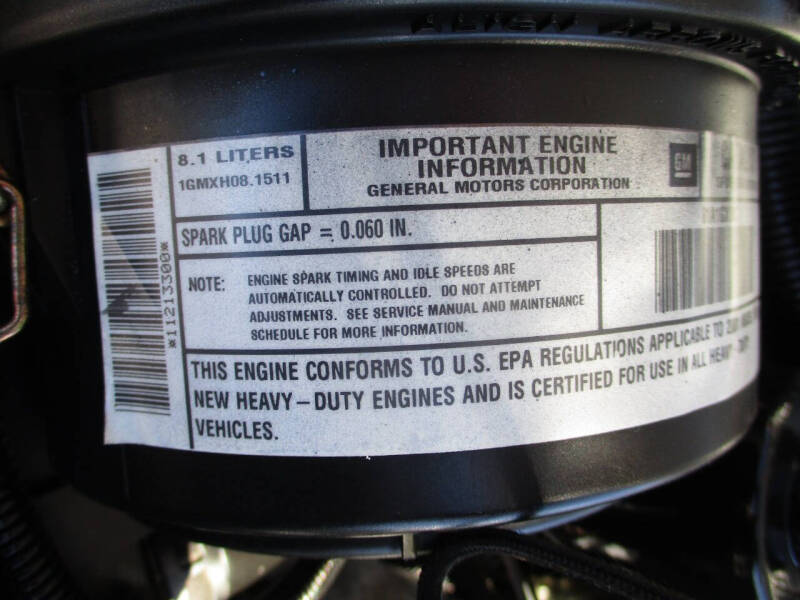 8.1 LITERS
1GMXH08.1511
IMPORTANT ENGINE
INFORMATION
GENERAL MOTORS CORPORATION
GM
SPARK PLUG GAP = 0.060 IN.
NOTE: ENGINE SPARK TIMING AND IDLE SPEEDS ARE
AUTOMATICALLY CONTROLLED. DO NOT ATTEMPT
ADJUSTMENTS. SEE SERVICE MANUAL AND MAINTENANCE
SCHEDULE FOR MORE INFORMATION.
*11213300*
THIS ENGINE CONFORMS TO U.S. EPA REGULATIONS APPLICABLE TO
NEW HEAVY-DUTY ENGINES AND IS CERTIFIED FOR USE IN ALL HEAVY-DUTY
VEHICLES.